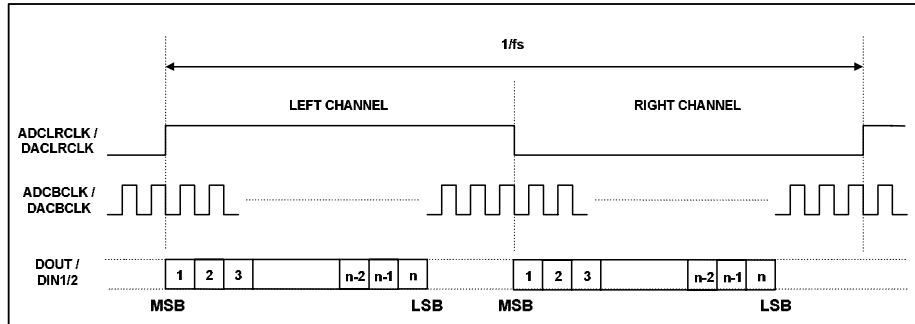 1/fs
LEFT CHANNEL RIGHT CHANNEL
ADCLRCLK /
DACLRCLK
ADCBCLK /
DACBCLK
DOUT /
DIN1/2
1 2 3 n-2 n-1 n 1 2 3 n-2 n-1 n
MSB LSB MSB LSB